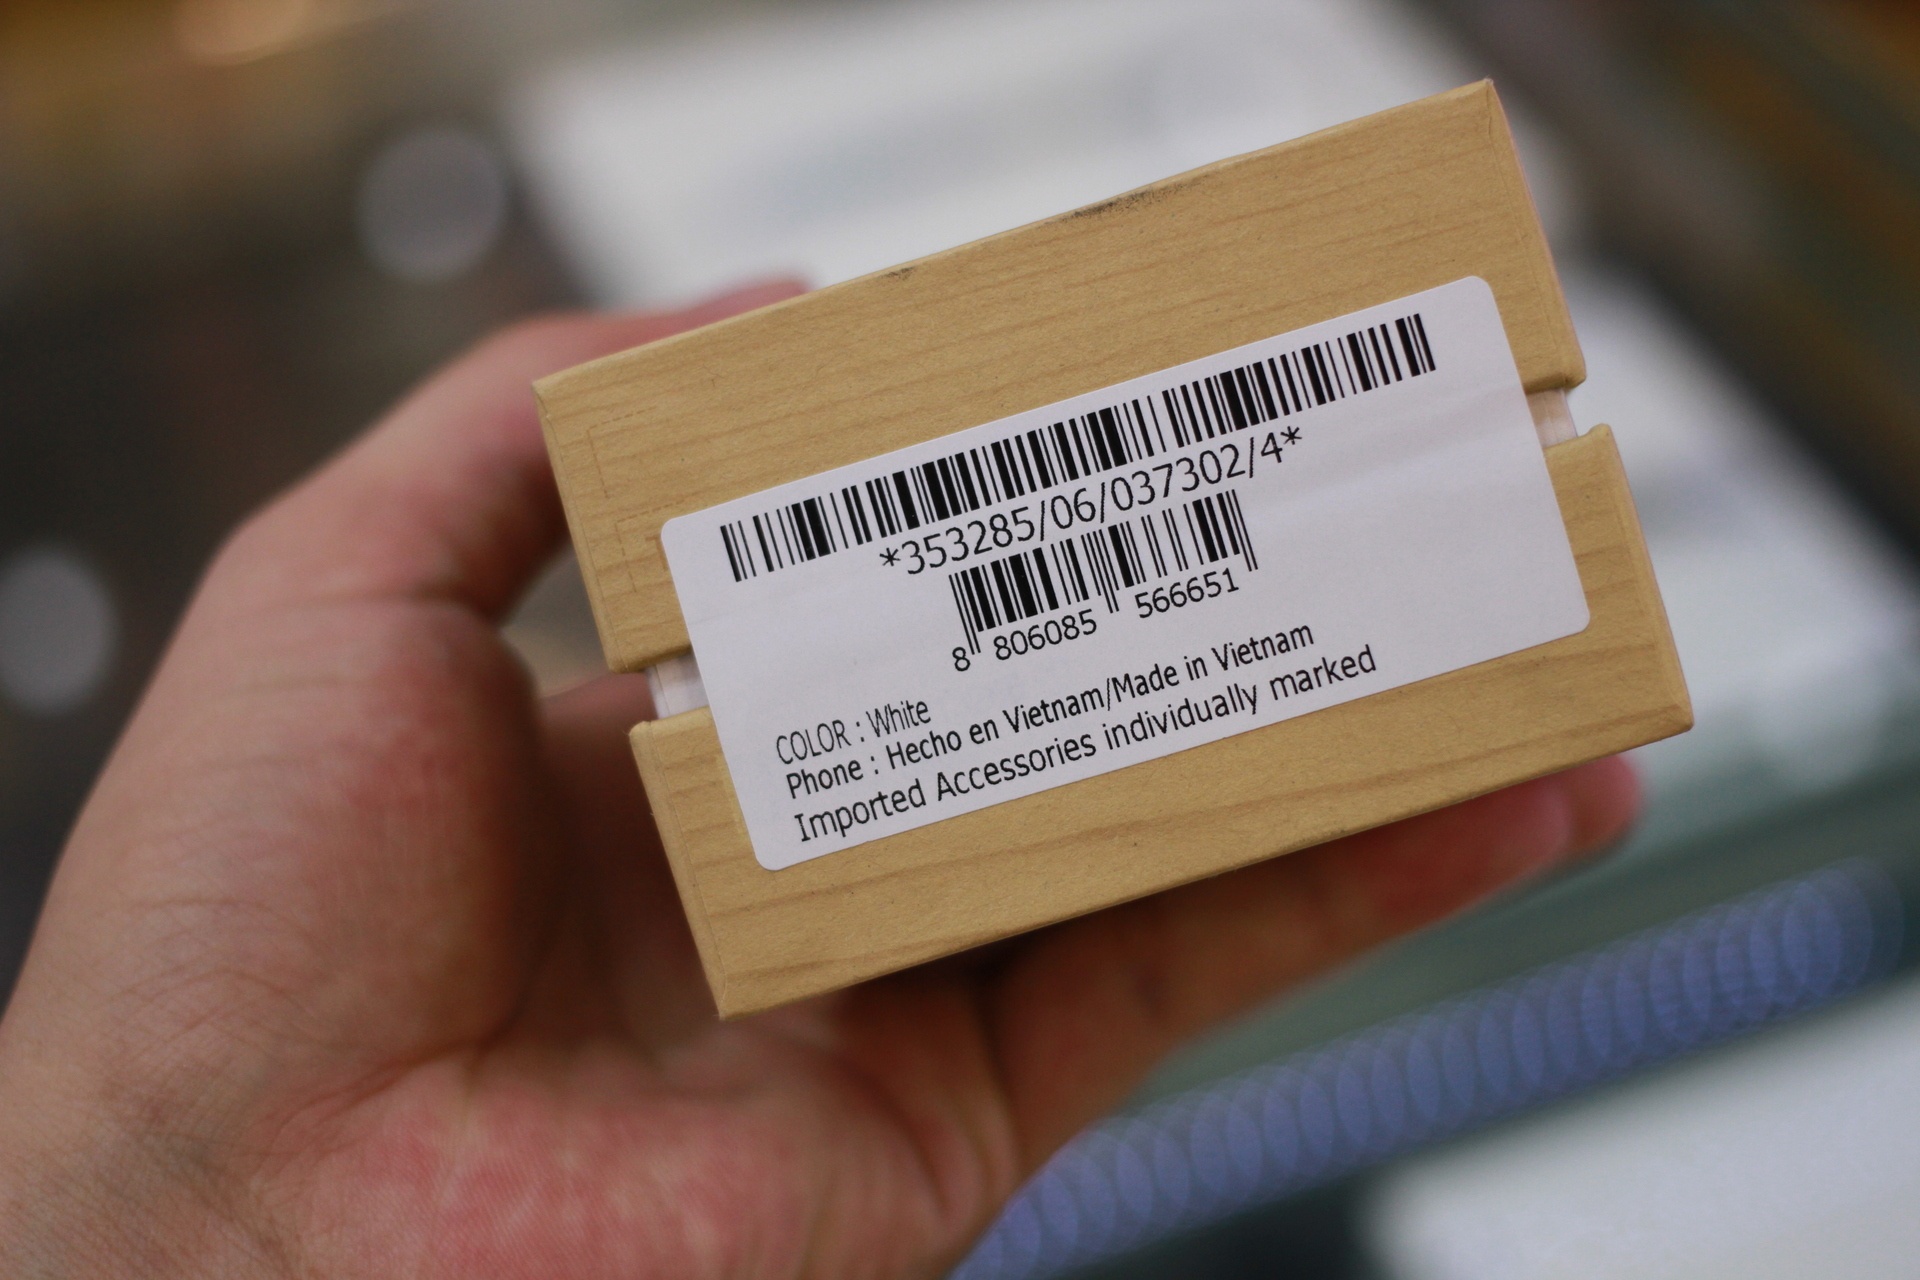 *353285/06/037302/4*
8 806085 566651
COLOR : White
Phone : Hecho en Vietnam/Made in Vietnam
Imported Accessories individually marked